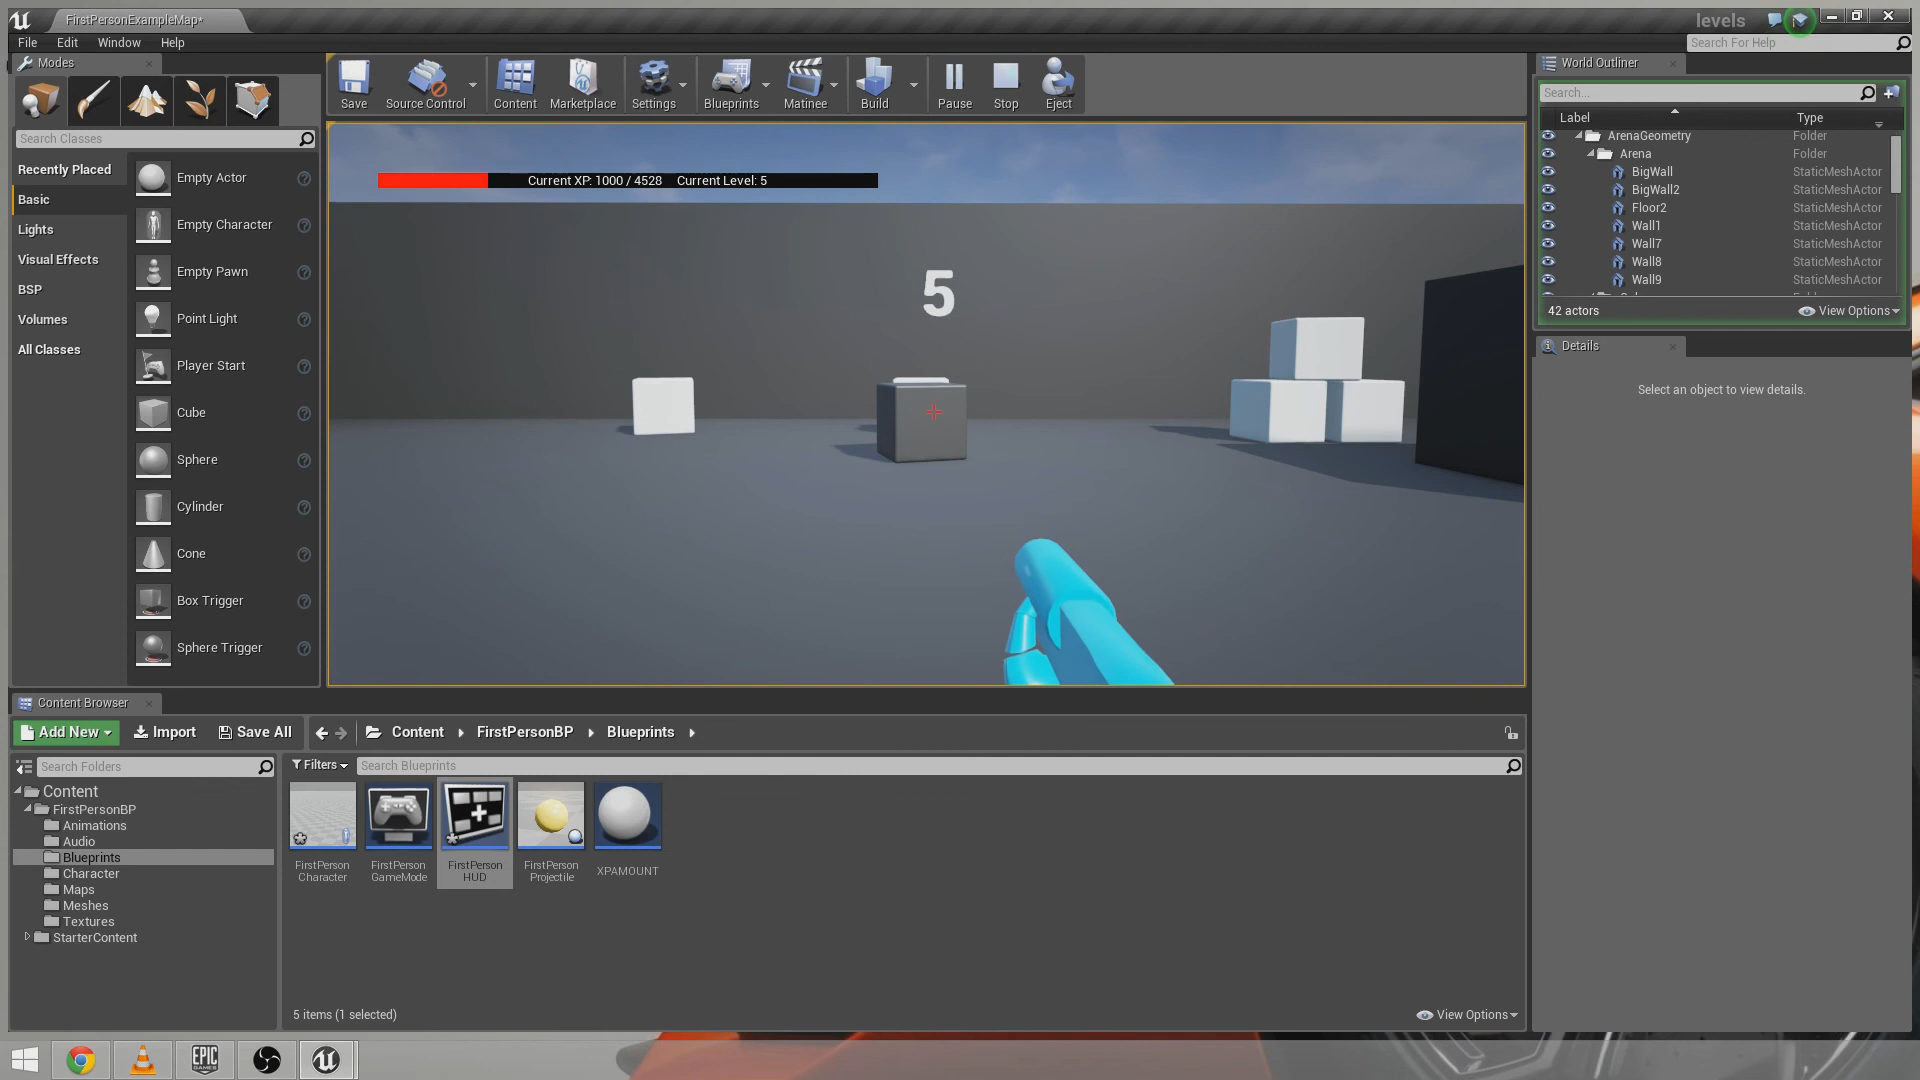 FirstPersonExampleMap*
levels
File Edit Window Help
Search For Help
Modes
Search Classes
Recently Placed
Basic
Lights
Visual Effects
BSP
Volumes
All Classes
Empty Actor
Empty Character
Empty Pawn
Point Light
Player Start
Cube
Sphere
Cylinder
Cone
Box Trigger
Sphere Trigger
Save
Source Control
Content
Marketplace
Settings
Blueprints
Matinee
Build
Pause
Stop
Eject
Current XP: 1000 / 4528 Current Level: 5
5
World Outliner
Search...
Label Type
ArenaGeometry Folder
Arena Folder
BigWall StaticMeshActor
BigWall2 StaticMeshActor
Floor2 StaticMeshActor
Wall1 StaticMeshActor
Wall7 StaticMeshActor
Wall8 StaticMeshActor
Wall9 StaticMeshActor
42 actors
View Options
Details
Select an object to view details.
Content Browser
Add New Import Save All
Content FirstPersonBP Blueprints
Search Folders
Filters
Search Blueprints
Content
FirstPersonBP
Animations
Audio
Blueprints
Character
Maps
Meshes
Textures
StarterContent
FirstPerson
Character
FirstPerson
GameMode
FirstPerson
HUD
FirstPerson
Projectile
XPAMOUNT
5 items (1 selected)
View Options
EPIC
GAMES